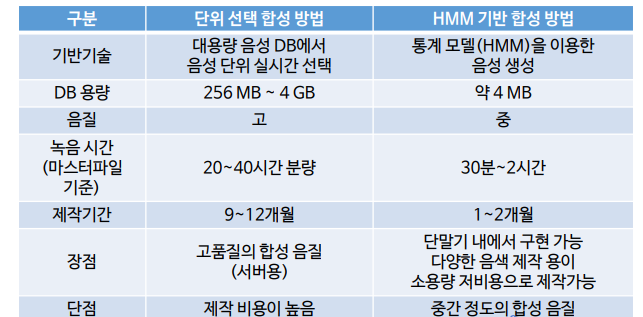 구분 단위 선택 합성 방법 HMM 기반 합성 방법
기반기술 대용량 음성 DB에서 음성 단위 실시간 선택 통계 모델(HMM)을 이용한 음성 생성
DB 용량 256 MB ~ 4 GB 약 4 MB
음질 고 중
녹음 시간 (마스터파일 기준) 20~40시간 분량 30분~2시간
제작기간 9~12개월 1~2개월
장점 고품질의 합성 음질 (서버용) 단말기 내에서 구현 가능 다양한 음색 제작 용이 소용량 저비용으로 제작가능
단점 제작 비용이 높음 중간 정도의 합성 음질